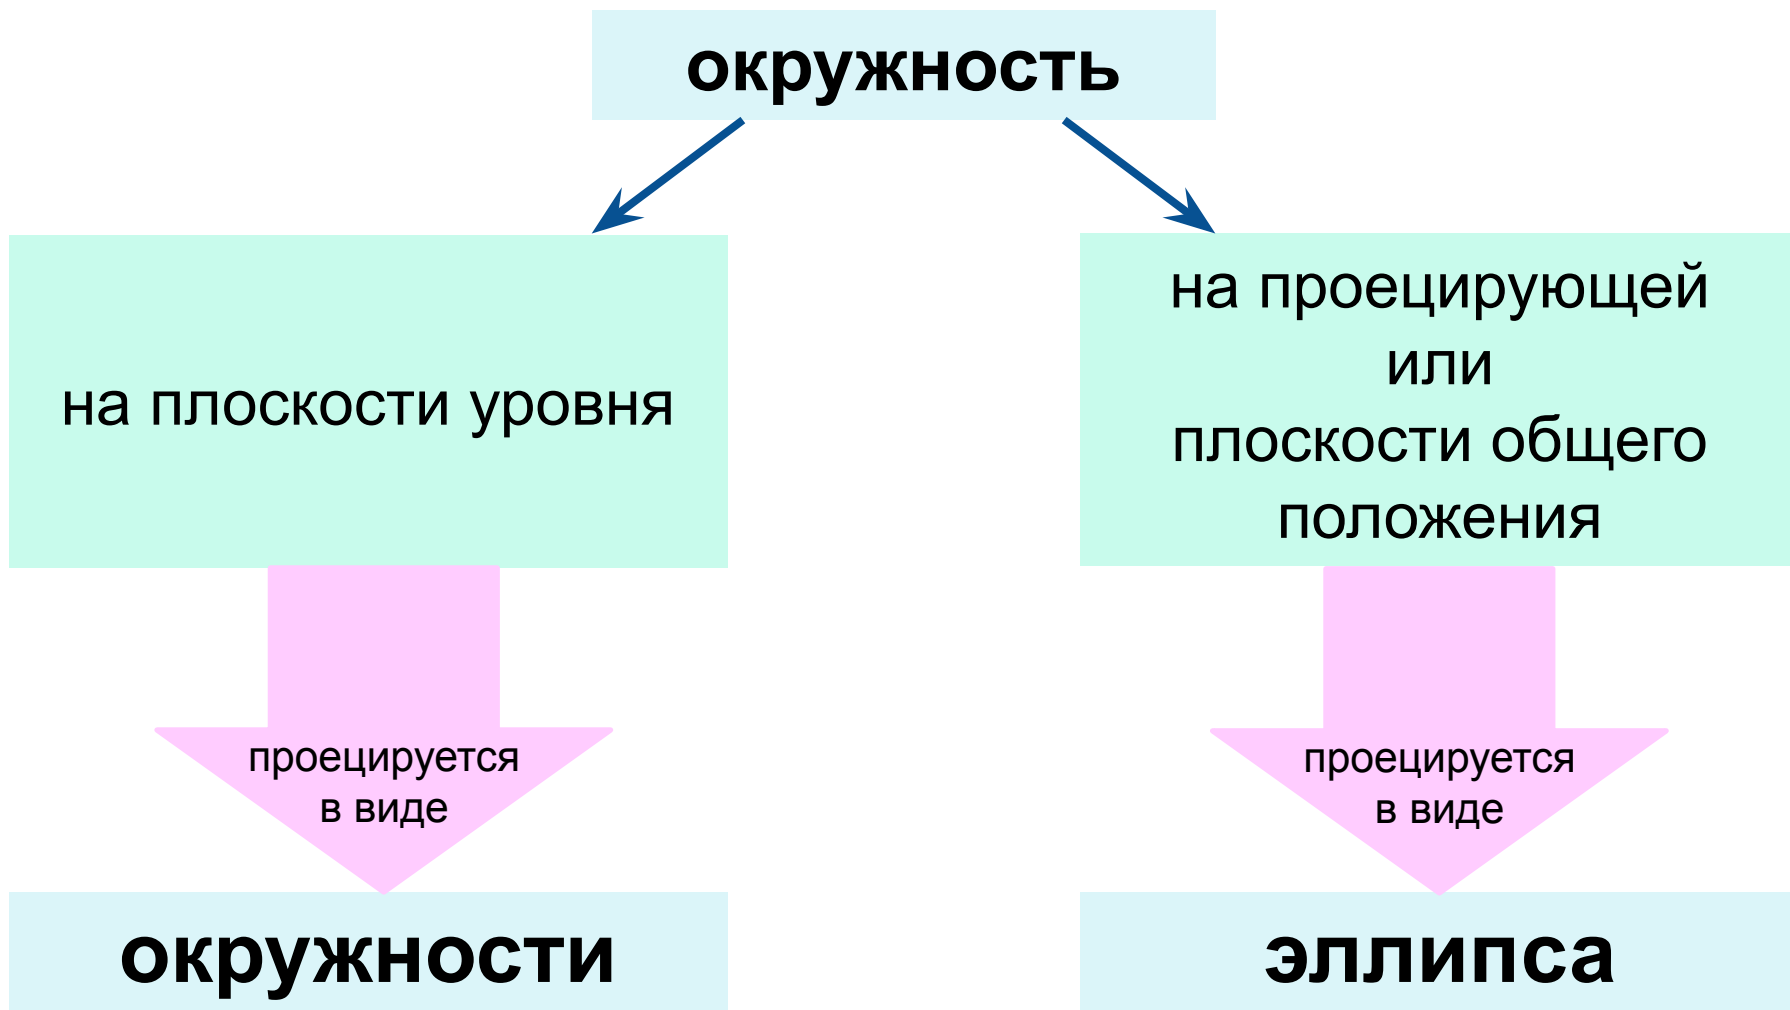 окружность
на плоскости уровня
на проецирующей
или
плоскости общего
положения
проецируется
в виде
проецируется
в виде
окружности
эллипса